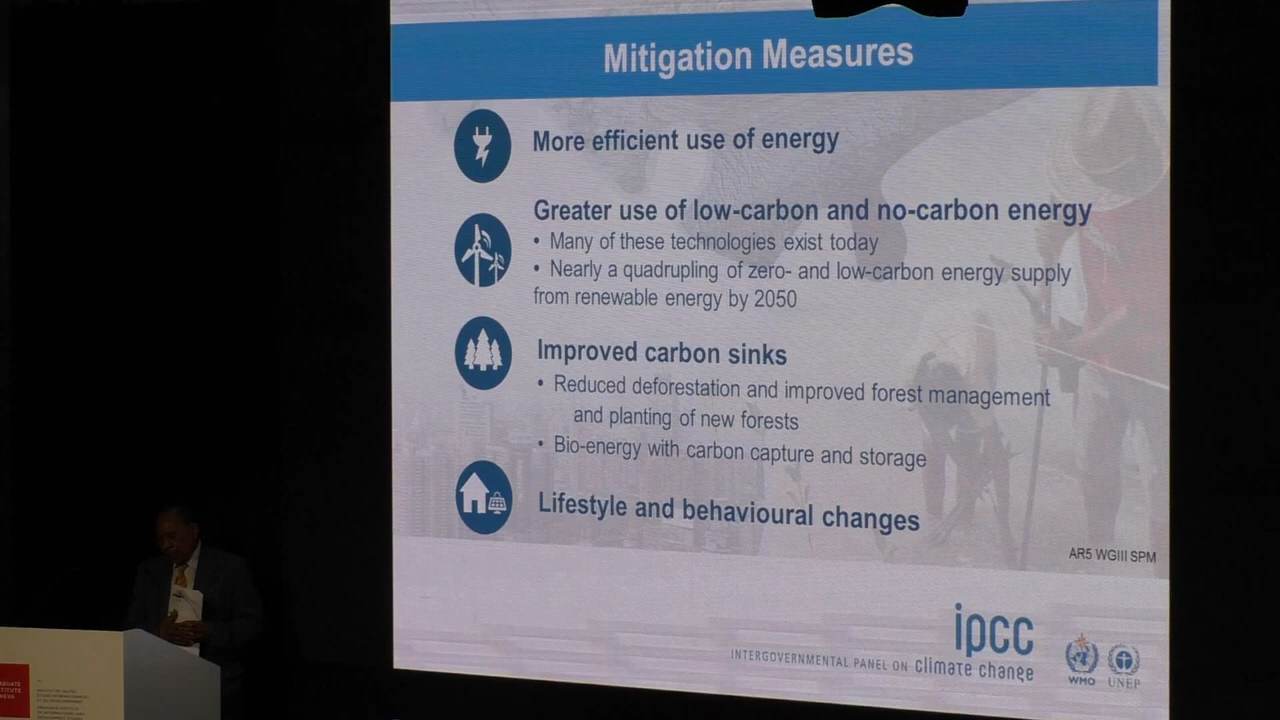 Mitigation Measures
More efficient use of energy
Greater use of low-carbon and no-carbon energy
• Many of these technologies exist today
• Nearly a quadrupling of zero- and low-carbon energy supply
from renewable energy by 2050
Improved carbon sinks
• Reduced deforestation and improved forest management
and planting of new forests
• Bio-energy with carbon capture and storage
Lifestyle and behavioural changes
AR5 WGIII SPM
ipcc
INTERGOVERNMENTAL PANEL ON climate change
WMO
UNEP